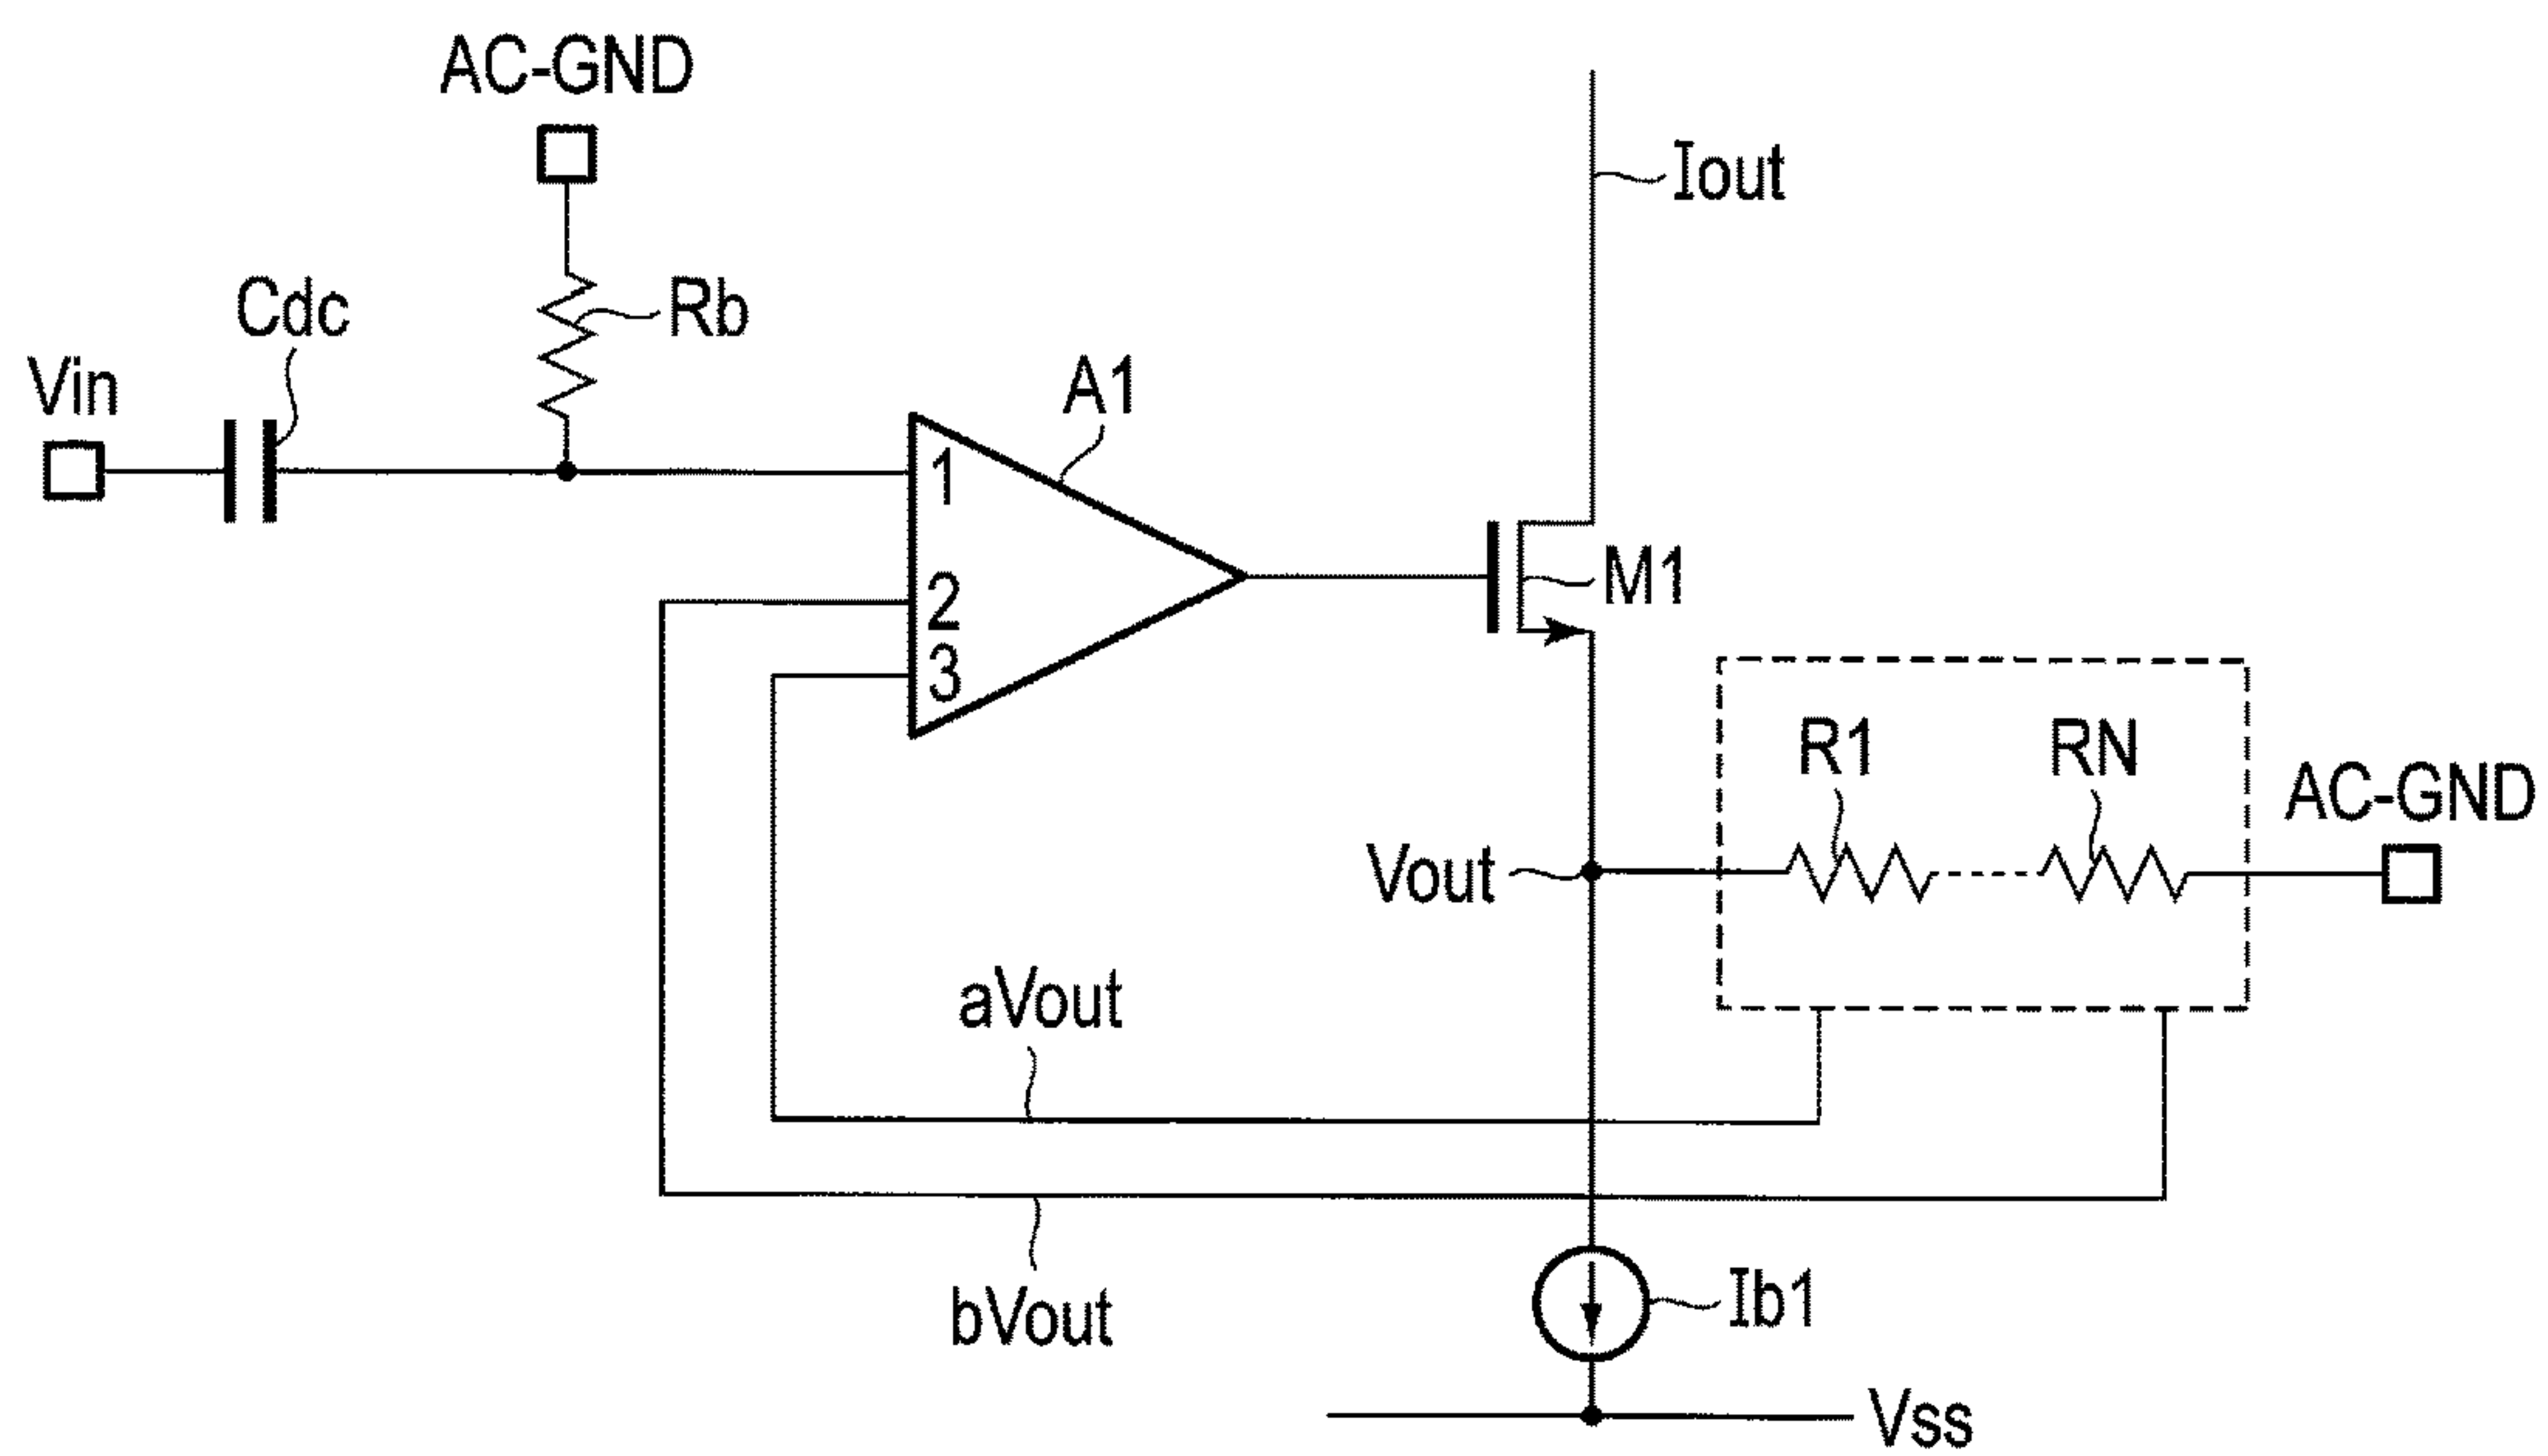 AC-GND
Iout
Cdc
Rb
Vin
A1
1
M1
2
3
R1
RN
AC-GND
Vout
aVout
bVout
Ib1
Vss